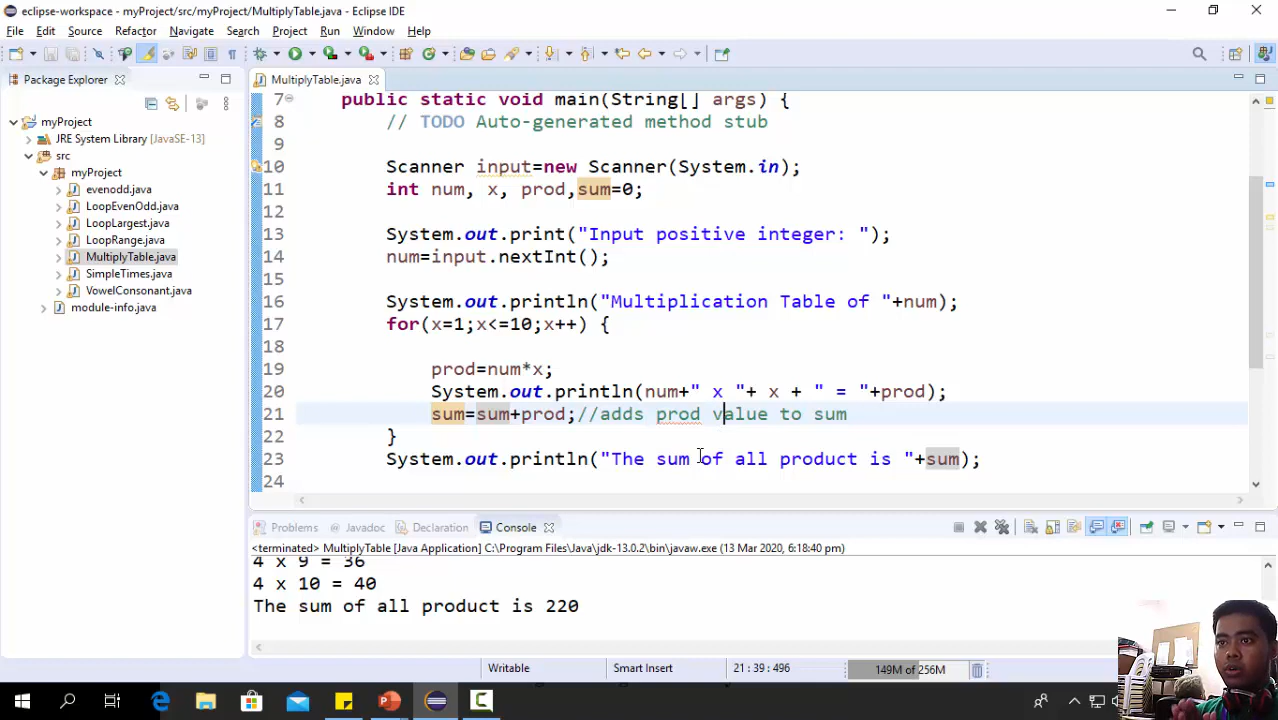 eclipse-workspace - myProject/src/myProject/MultiplyTable.java - Eclipse IDE
File Edit Source Refactor Navigate Search Project Run Window Help
Package Explorer
MultiplyTable.java
myProject
JRE System Library [JavaSE-13]
src
myProject
evenodd.java
LoopEvenOdd.java
LoopLargest.java
LoopRange.java
MultiplyTable.java
SimpleTimes.java
VowelConsonant.java
module-info.java
7 public static void main(String[] args) {
8 // TODO Auto-generated method stub
9
10 Scanner input=new Scanner(System.in);
11 int num, x, prod,sum=0;
12
13 System.out.print("Input positive integer: ");
14 num=input.nextInt();
15
16 System.out.println("Multiplication Table of "+num);
17 for(x=1;x<=10;x++) {
18
19 prod=num*x;
20 System.out.println(num+" x "+ x + " = "+prod);
21 sum=sum+prod;//adds prod value to sum
22 }
23 System.out.println("The sum of all product is "+sum);
24
Problems Javadoc Declaration Console
<terminated> MultiplyTable [Java Application] C:\Program Files\Java\jdk-13.0.2\bin\javaw.exe (13 Mar 2020, 6:18:40 pm)
4 x 9 = 36
4 x 10 = 40
The sum of all product is 220
Writable Smart Insert 21 : 39 : 496 149M of 256M